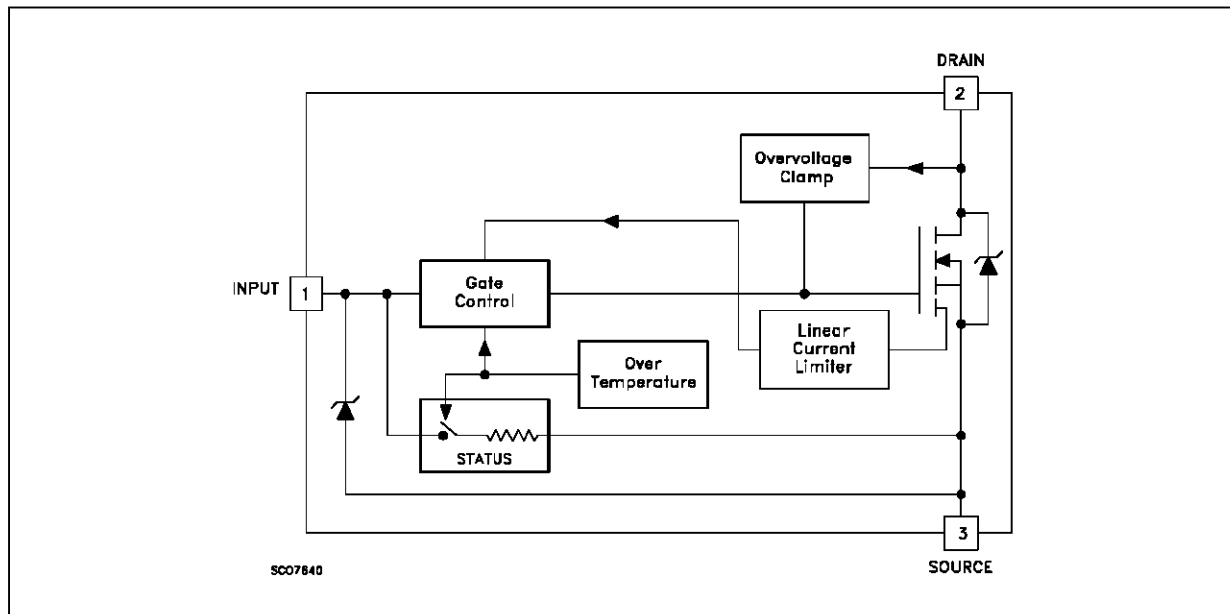 DRAIN
2
Overvoltage
Clamp
INPUT
1
Gate
Control
Linear
Current
Limiter
Over
Temperature
STATUS
3
SOURCE
SC07640